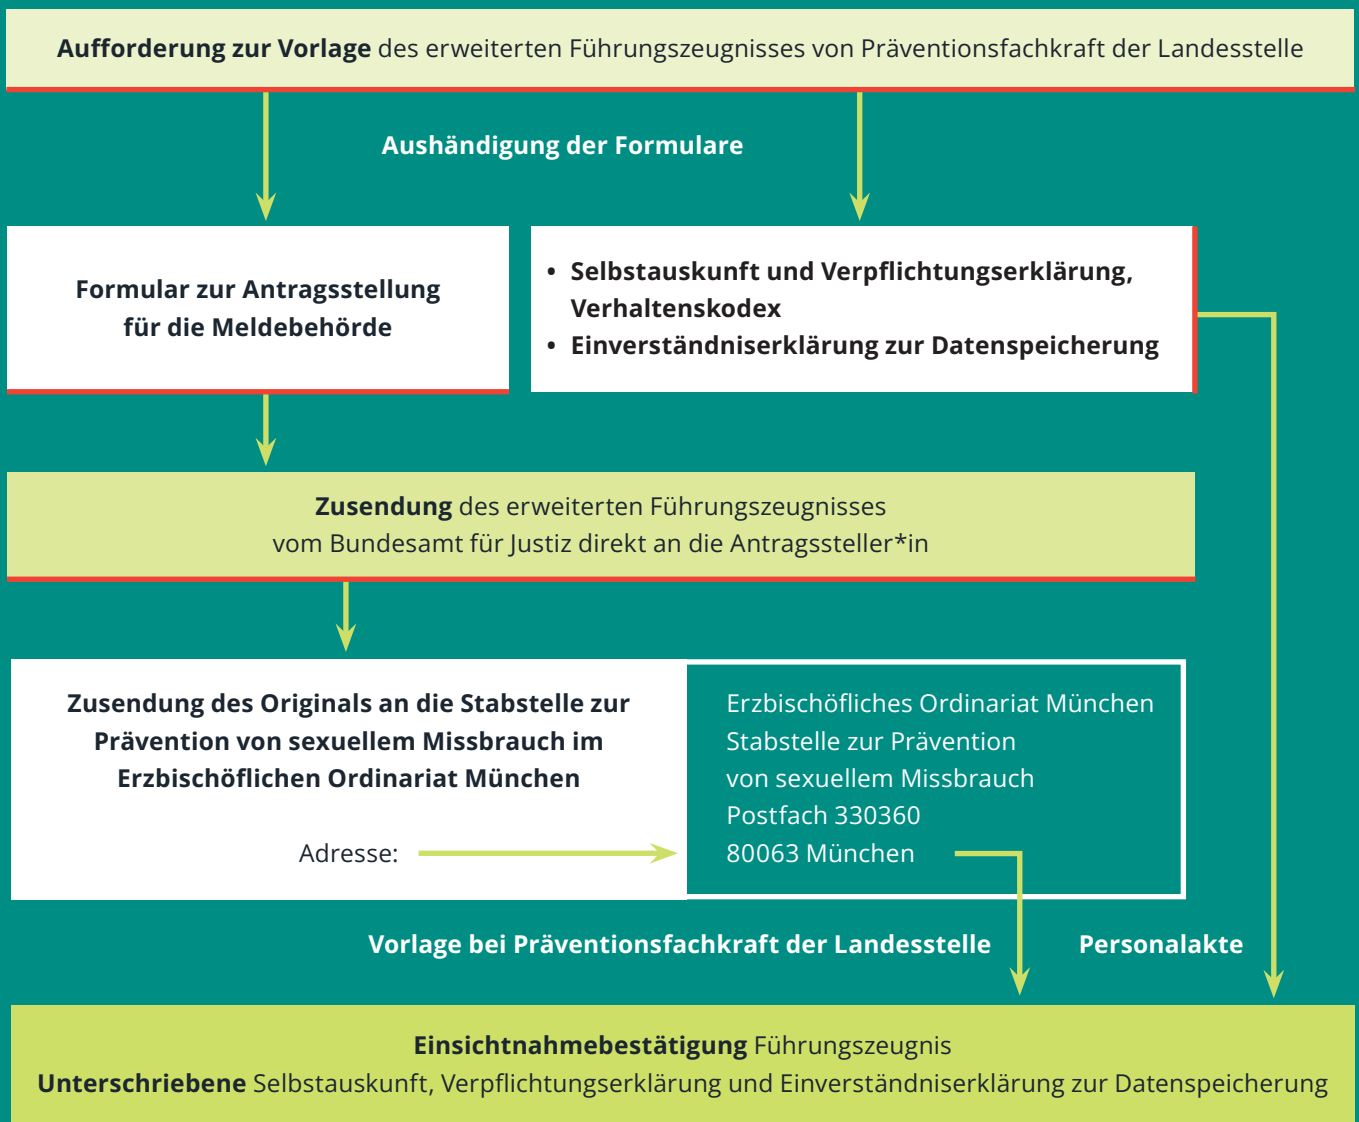 Aufforderung zur Vorlage des erweiterten Führungszeugnisses von Präventionsfachkraft der Landesstelle
Aushändigung der Formulare
Formular zur Antragsstellung
für die Meldebehörde
• Selbstauskunft und Verpflichtungserklärung,
Verhaltenskodex
• Einverständniserklärung zur Datenspeicherung
Zusendung des erweiterten Führungszeugnisses
vom Bundesamt für Justiz direkt an die Antragssteller*in
Zusendung des Originals an die Stabstelle zur
Prävention von sexuellem Missbrauch im
Erzbischöflichen Ordinariat München
Adresse:
Erzbischöfliches Ordinariat München
Stabstelle zur Prävention
von sexuellem Missbrauch
Postfach 330360
80063 München
Vorlage bei Präventionsfachkraft der Landesstelle
Personalakte
Einsichtnahmebestätigung Führungszeugnis
Unterschriebene Selbstauskunft, Verpflichtungserklärung und Einverständniserklärung zur Datenspeicherung